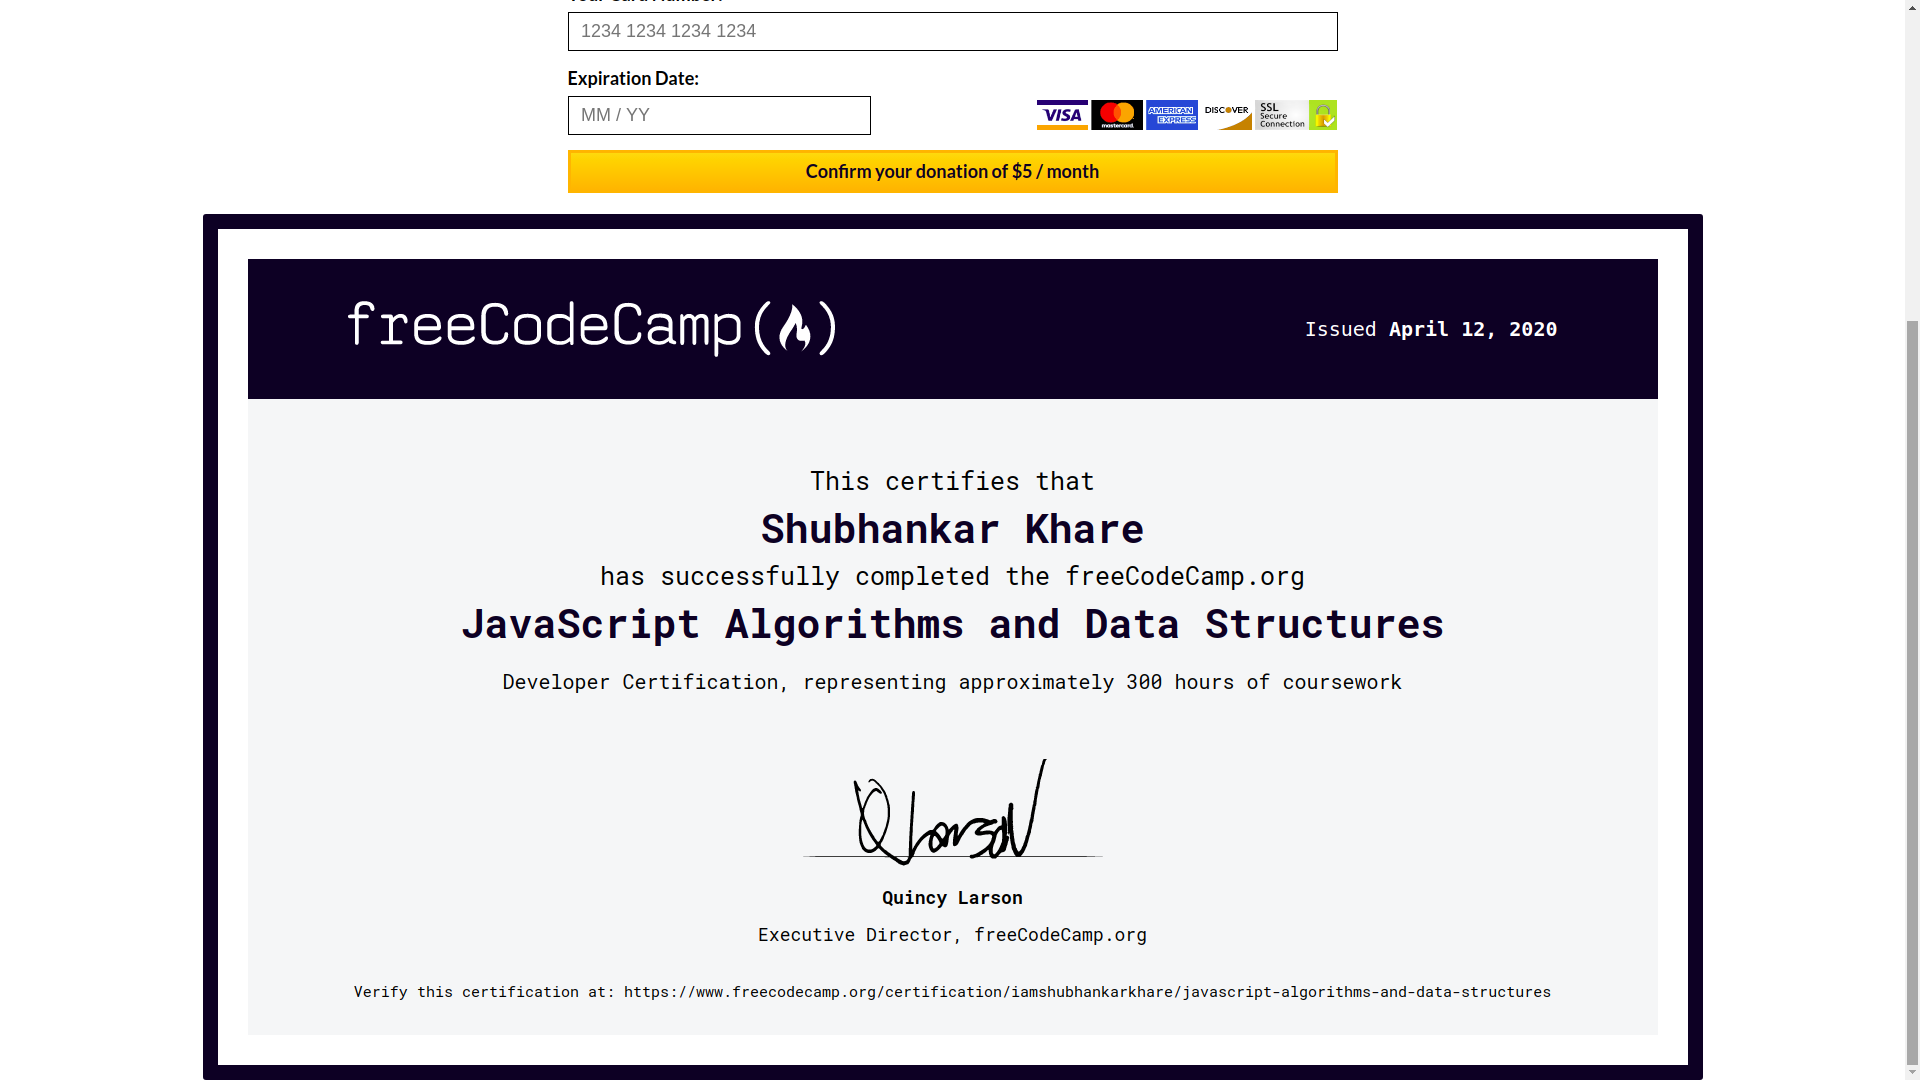 Your Card Number:
1234 1234 1234 1234
Expiration Date:
MM / YY
VISA
mastercard
AMERICAN EXPRESS
DISCOVER
SSL Secure Connection
Confirm your donation of $5 / month
freeCodeCamp
Issued April 12, 2020
This certifies that
Shubhankar Khare
has successfully completed the freeCodeCamp.org
JavaScript Algorithms and Data Structures
Developer Certification, representing approximately 300 hours of coursework
Q Larson
Quincy Larson
Executive Director, freeCodeCamp.org
Verify this certification at: https://www.freecodecamp.org/certification/iamshubhankarkhare/javascript-algorithms-and-data-structures